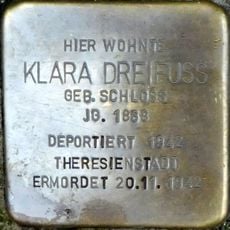 HIER WOHNTE
KLARA DREIFUSS
GEB. SCHLOSS
JG.
DEPORTIERT 1942
THERESIENSTADT
ERMORDET 20.11.1942